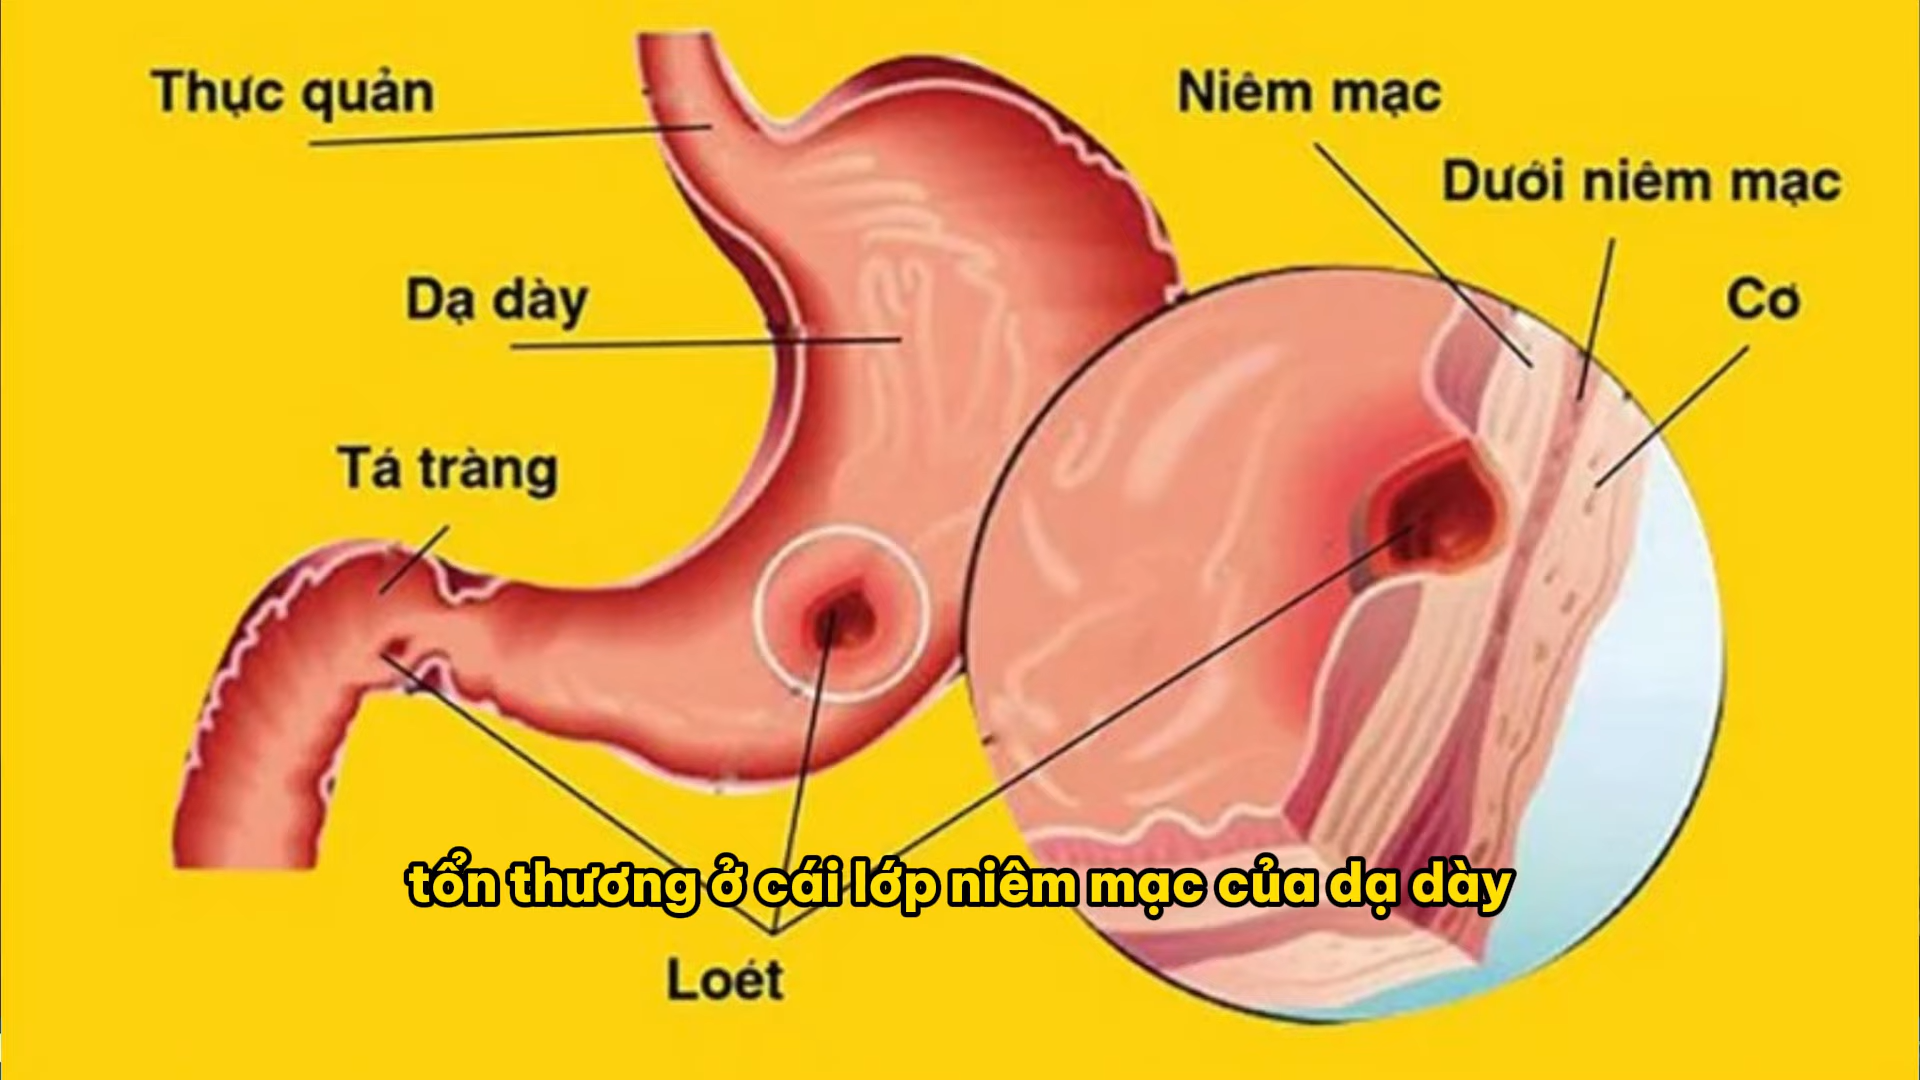 Thực quản
Niêm mạc
Dưới niêm mạc
Dạ dày
Cơ
Tá tràng
tổn thương ở cái lớp niêm mạc của dạ dày
Loét